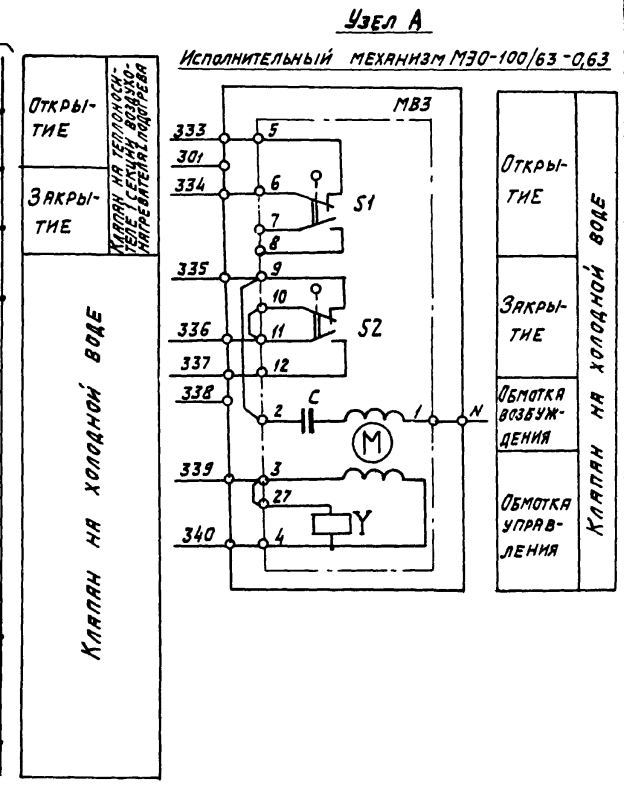 Узел А
Исполнительный механизм МЭО-100/63-0,63
Откры-
тие
Закры-
тие
Клапан на теплоноси-
теле 1 секции воздухо-
нагревателя I подогрева
Клапан на холодной воде
МВЗ
333
5
301
334
6
S1
7
8
335
9
10
336
11
S2
337
12
338
2
C
1
N
M
339
3
27
Y
340
4
Откры-
тие
Закры-
тие
Обмотка
возбуж-
дения
Обмотка
управ-
ления
Клапан на холодной воде